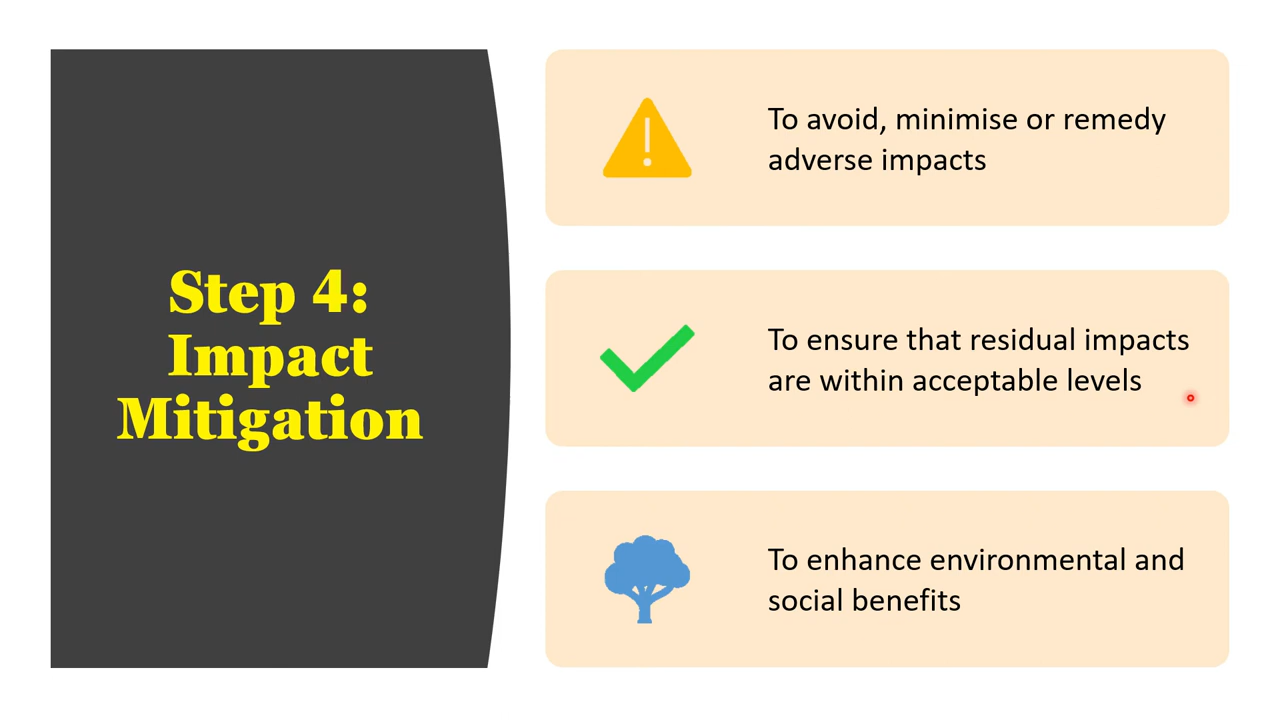 Step 4:
Impact
Mitigation
To avoid, minimise or remedy
adverse impacts
To ensure that residual impacts
are within acceptable levels
To enhance environmental and
social benefits